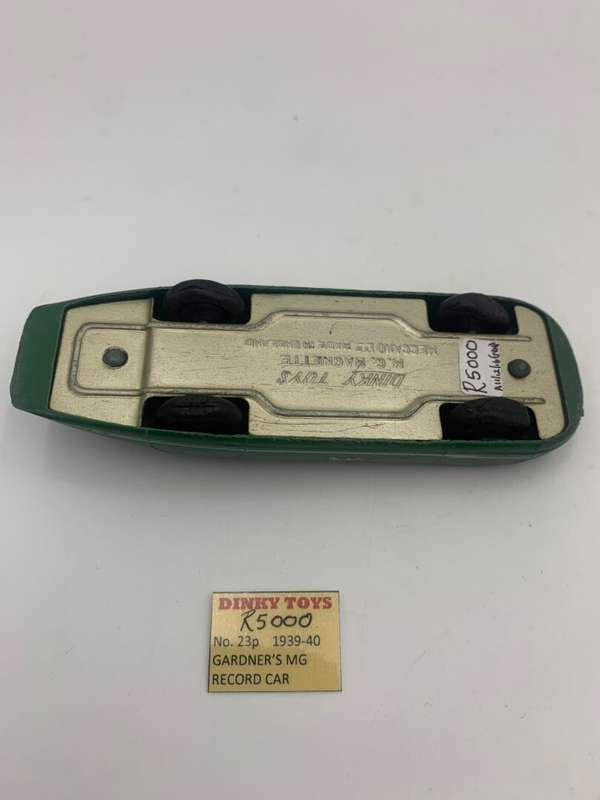 DINKY TOYS
M.G. MAGNETTE
MECCANO LTD MADE IN ENGLAND
R5000
DINKY TOYS
R5000
No. 23p 1939-40
GARDNER'S MG
RECORD CAR